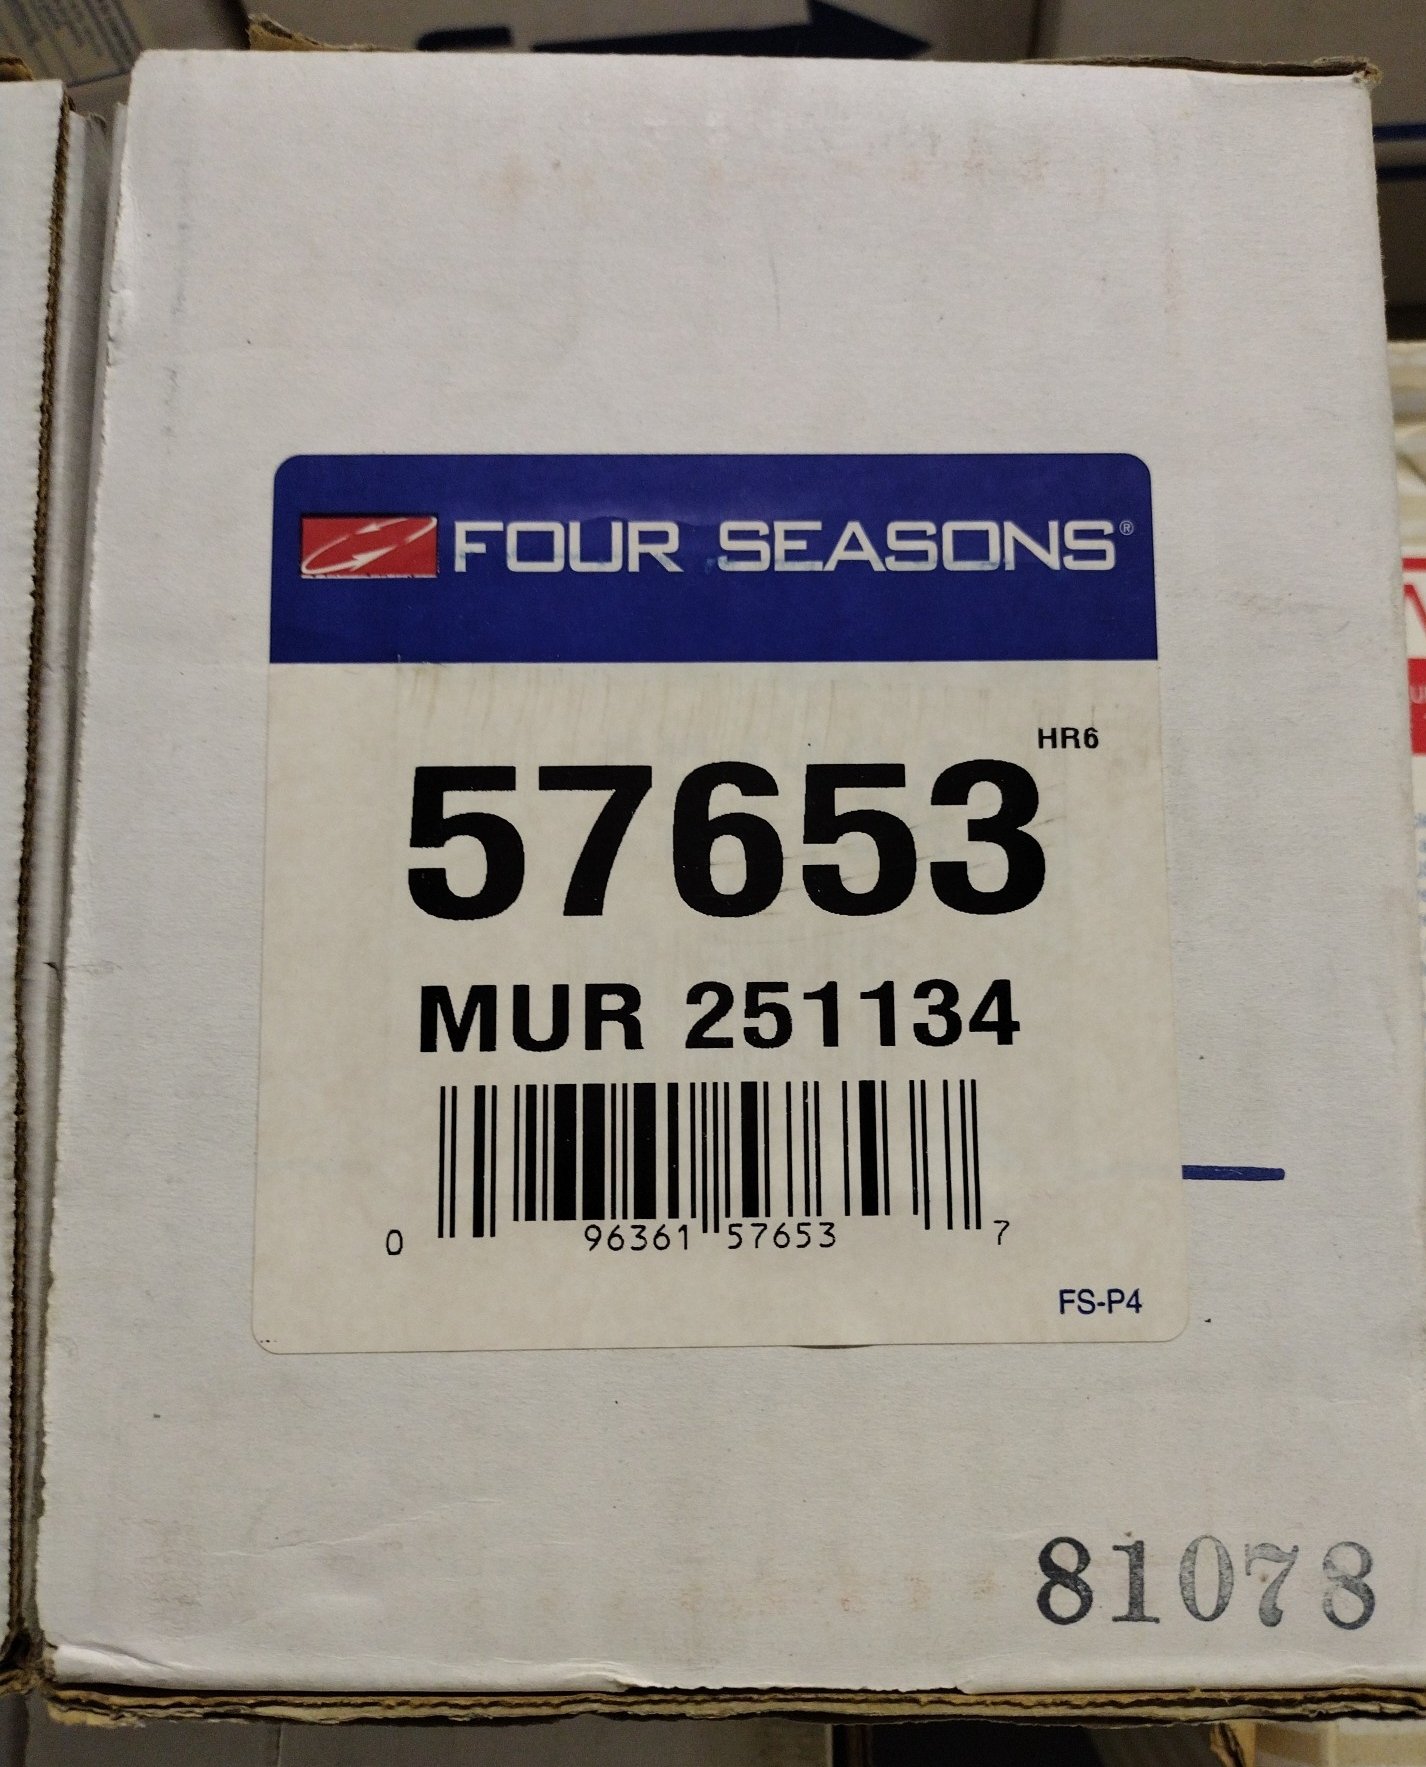 FOUR SEASONS®
HR6
57653
MUR 251134
0 96361 57653 7
FS-P4
81078